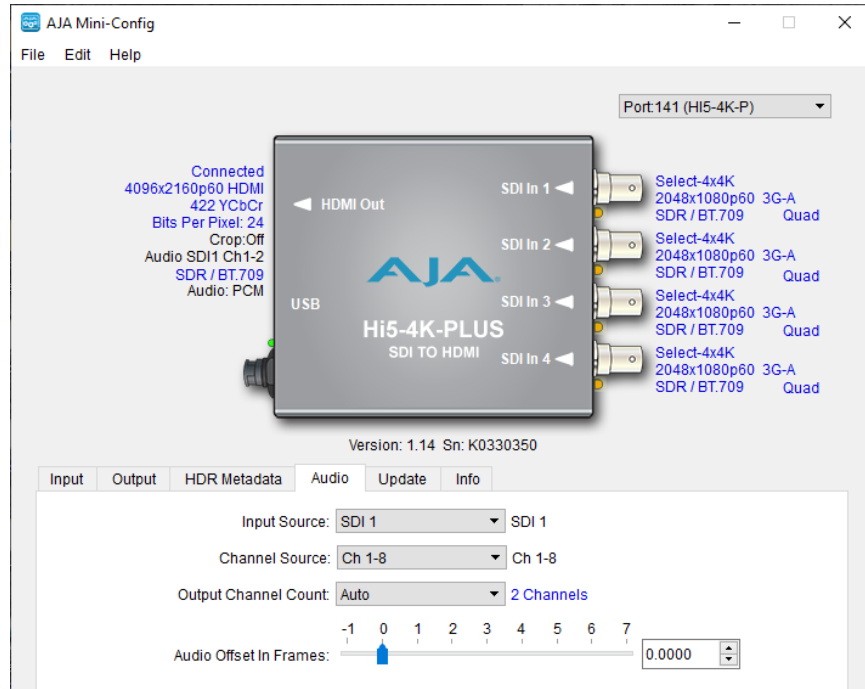 AJA Mini-Config
File Edit Help
Port:141 (HI5-4K-P)
Connected
4096x2160p60 HDMI
422 YCbCr
Bits Per Pixel: 24
Crop:Off
Audio SDI1 Ch1-2
SDR / BT.709
Audio: PCM
HDMI Out
USB
AJA
Hi5-4K-PLUS
SDI TO HDMI
SDI In 1
SDI In 2
SDI In 3
SDI In 4
Select-4x4K
2048x1080p60 3G-A
SDR / BT.709 Quad
Select-4x4K
2048x1080p60 3G-A
SDR / BT.709 Quad
Select-4x4K
2048x1080p60 3G-A
SDR / BT.709 Quad
Select-4x4K
2048x1080p60 3G-A
SDR / BT.709 Quad
Version: 1.14 Sn: K0330350
Input Output HDR Metadata Audio Update Info
Input Source: SDI 1 SDI 1
Channel Source: Ch 1-8 Ch 1-8
Output Channel Count: Auto 2 Channels
-1 0 1 2 3 4 5 6 7
Audio Offset In Frames: 0.0000